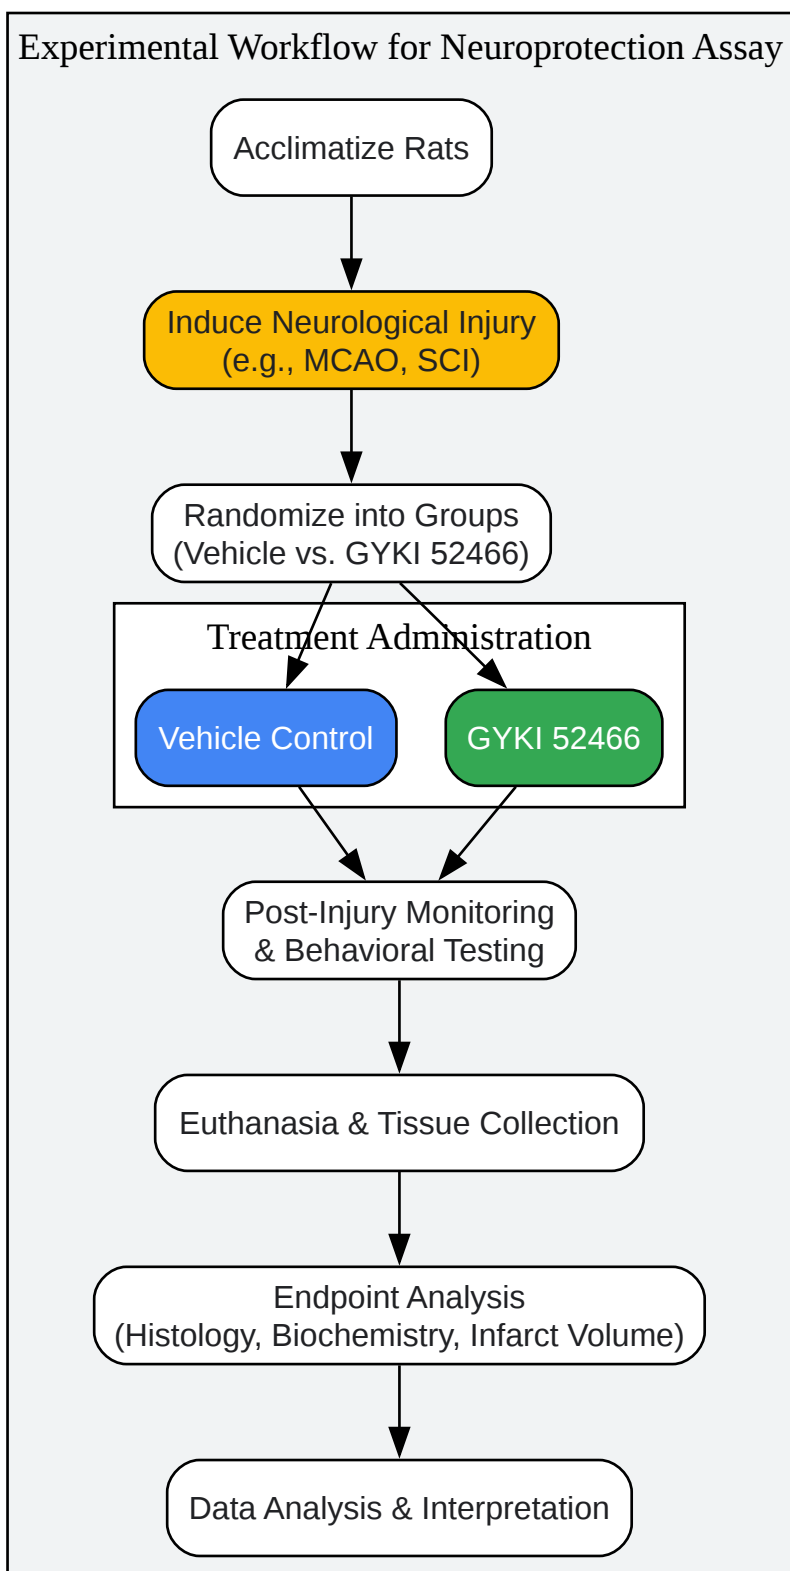 Experimental Workflow for Neuroprotection Assay
Acclimatize Rats
Induce Neurological Injury
(e.g., MCAO, SCI)
Randomize into Groups
(Vehicle vs. GYKI 52466)
Treatment Administration
Vehicle Control
GYKI 52466
Post-Injury Monitoring
& Behavioral Testing
Euthanasia & Tissue Collection
Endpoint Analysis
(Histology, Biochemistry, Infarct Volume)
Data Analysis & Interpretation